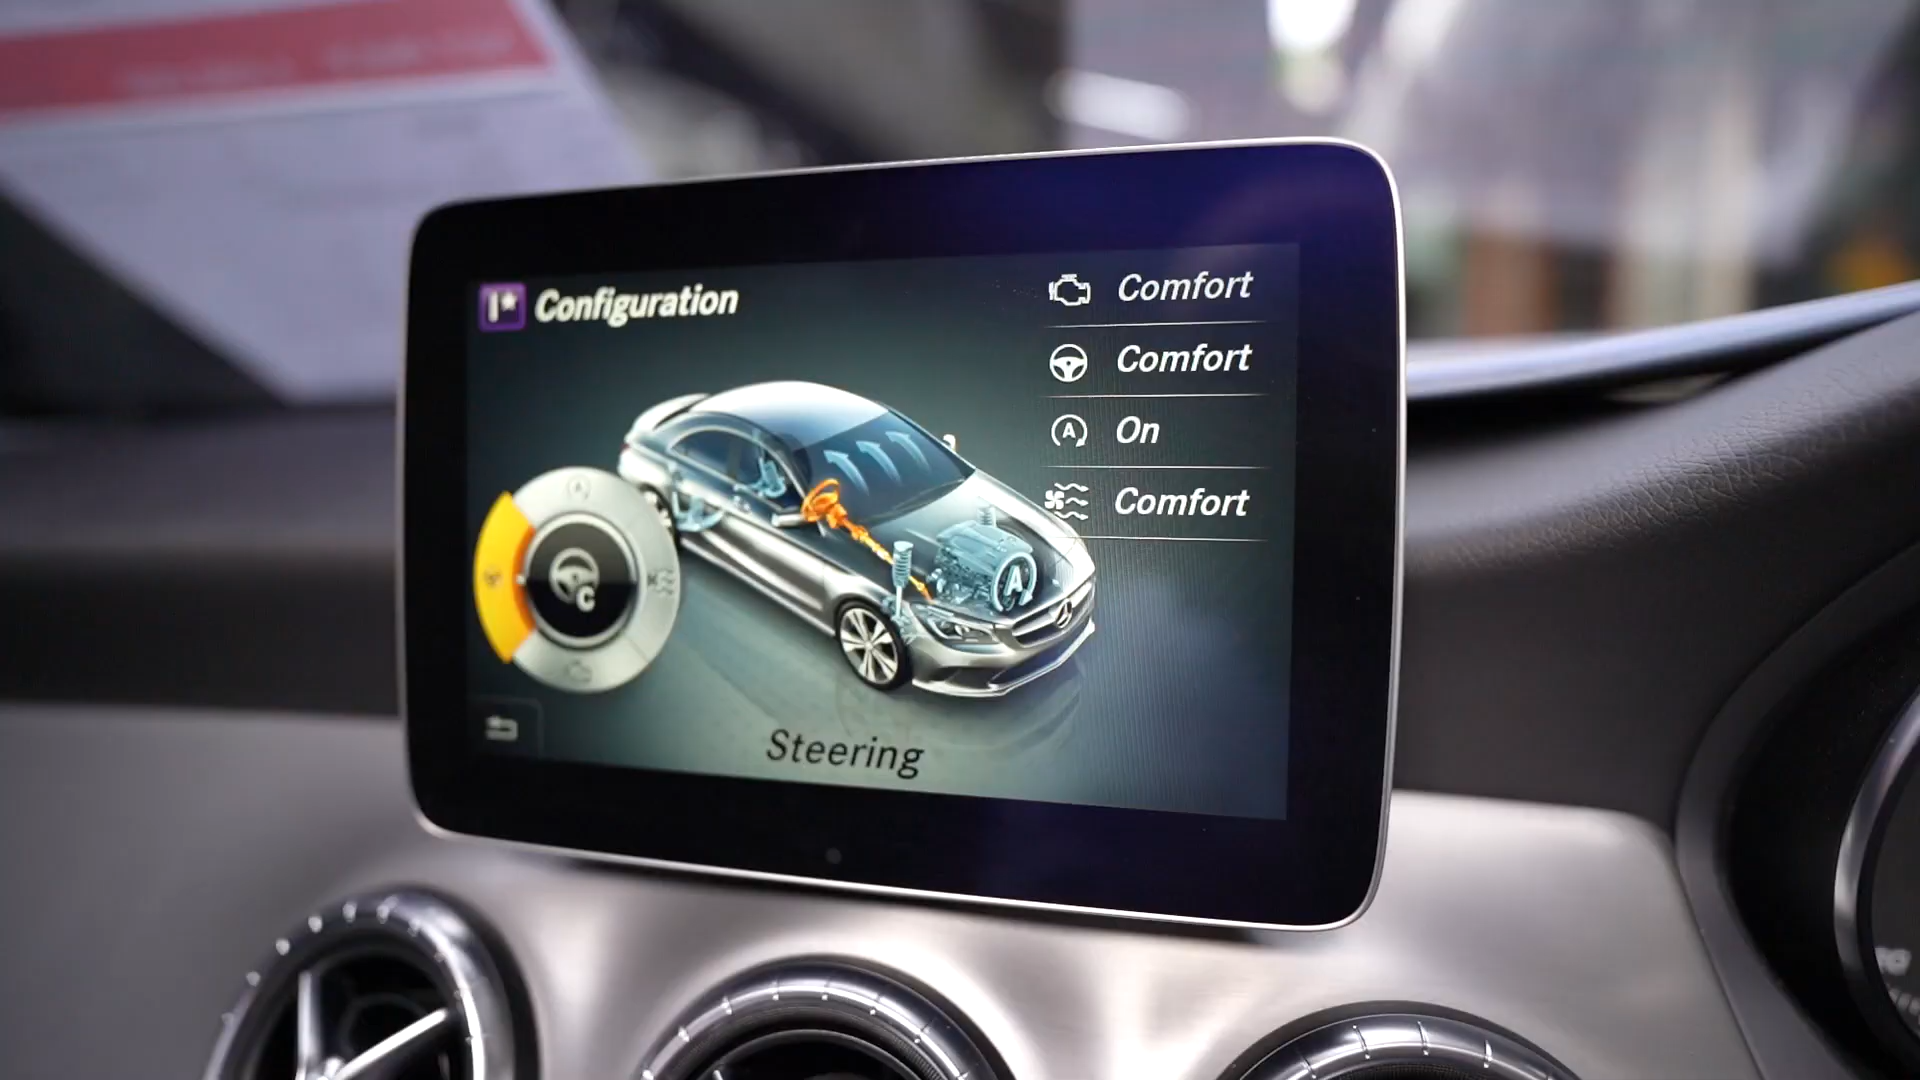 Configuration
Comfort
Comfort
A On
Comfort
A
C
Steering